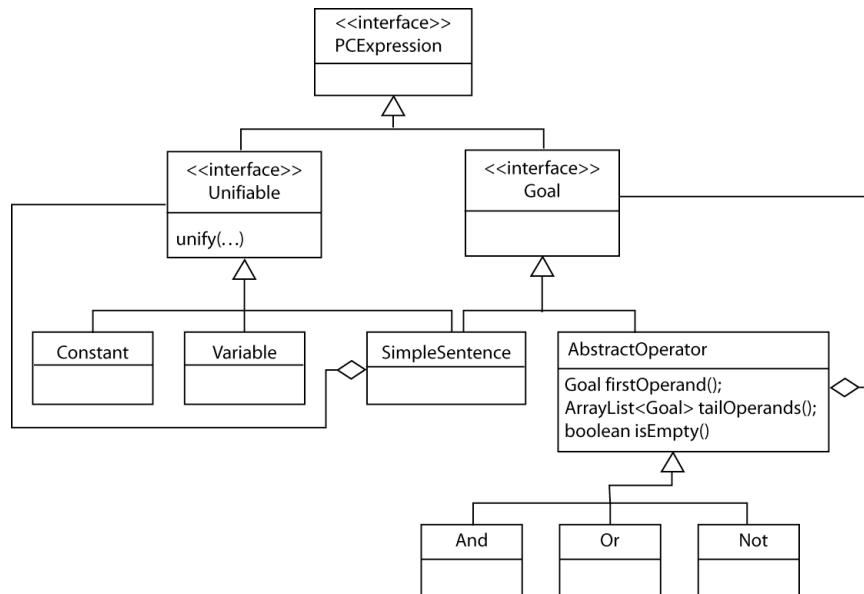 <<interface>>
PCExpression
<<interface>>
Unifiable
unify(…)
<<interface>>
Goal
Constant
Variable
SimpleSentence
AbstractOperator
Goal firstOperand();
ArrayList<Goal> tailOperands();
boolean isEmpty()
And
Or
Not